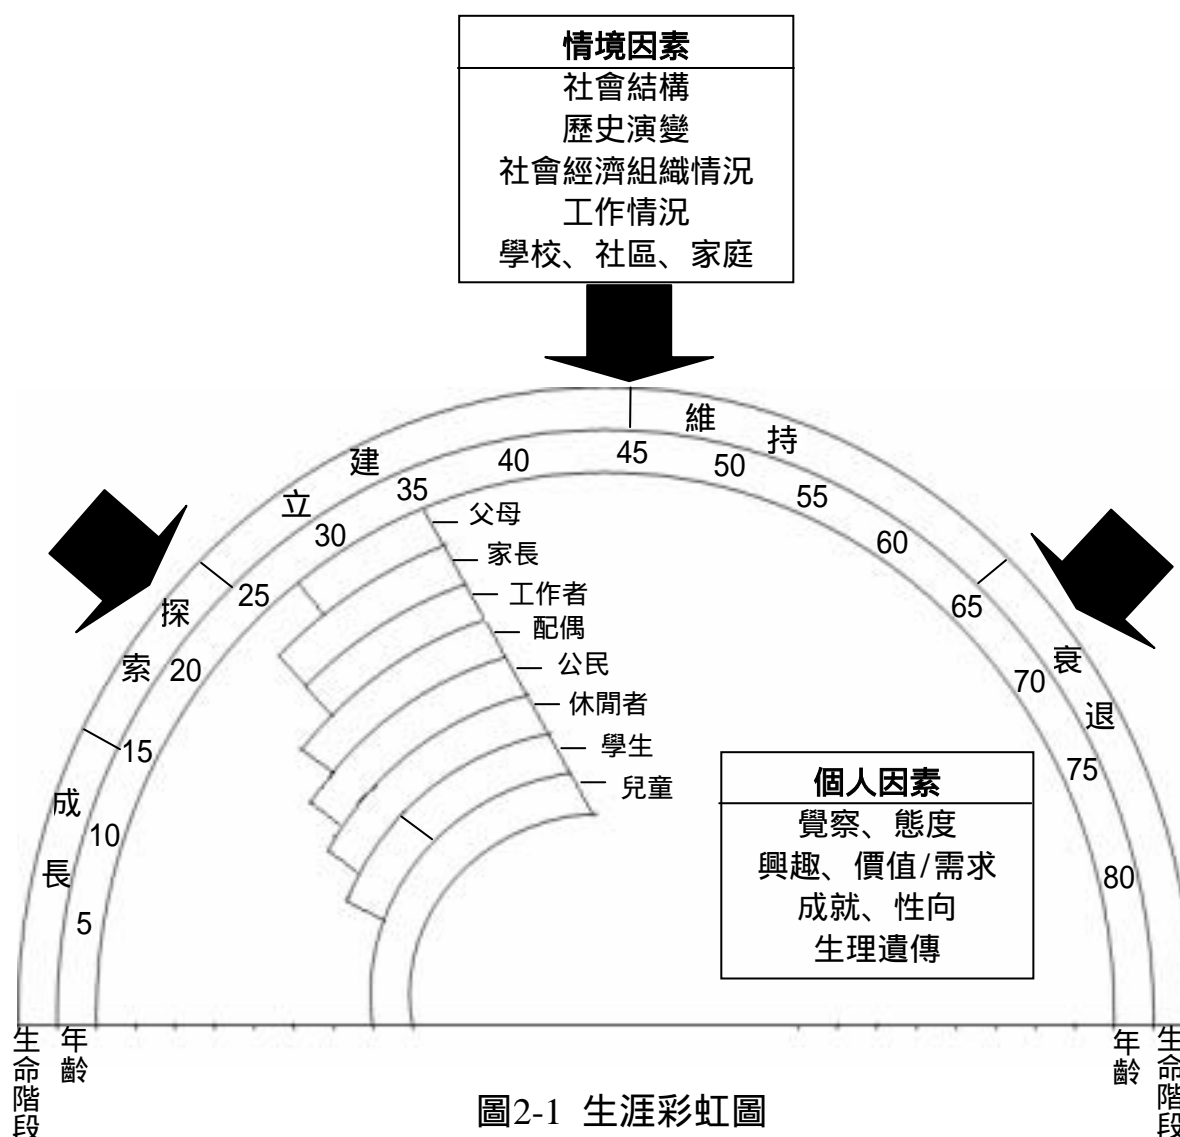 情境因素
社會結構
歷史演變
社會經濟組織情況
工作情況
學校、社區、家庭
成長
探索
建立
維持
衰退
5
10
15
20
25
30
35
40
45
50
55
60
65
70
75
80
父母
家長
工作者
配偶
公民
休閒者
學生
兒童
個人因素
覺察、態度
興趣、價值/需求
成就、性向
生理遺傳
生命階段
年齡
年齡
生命階段
圖2-1 生涯彩虹圖